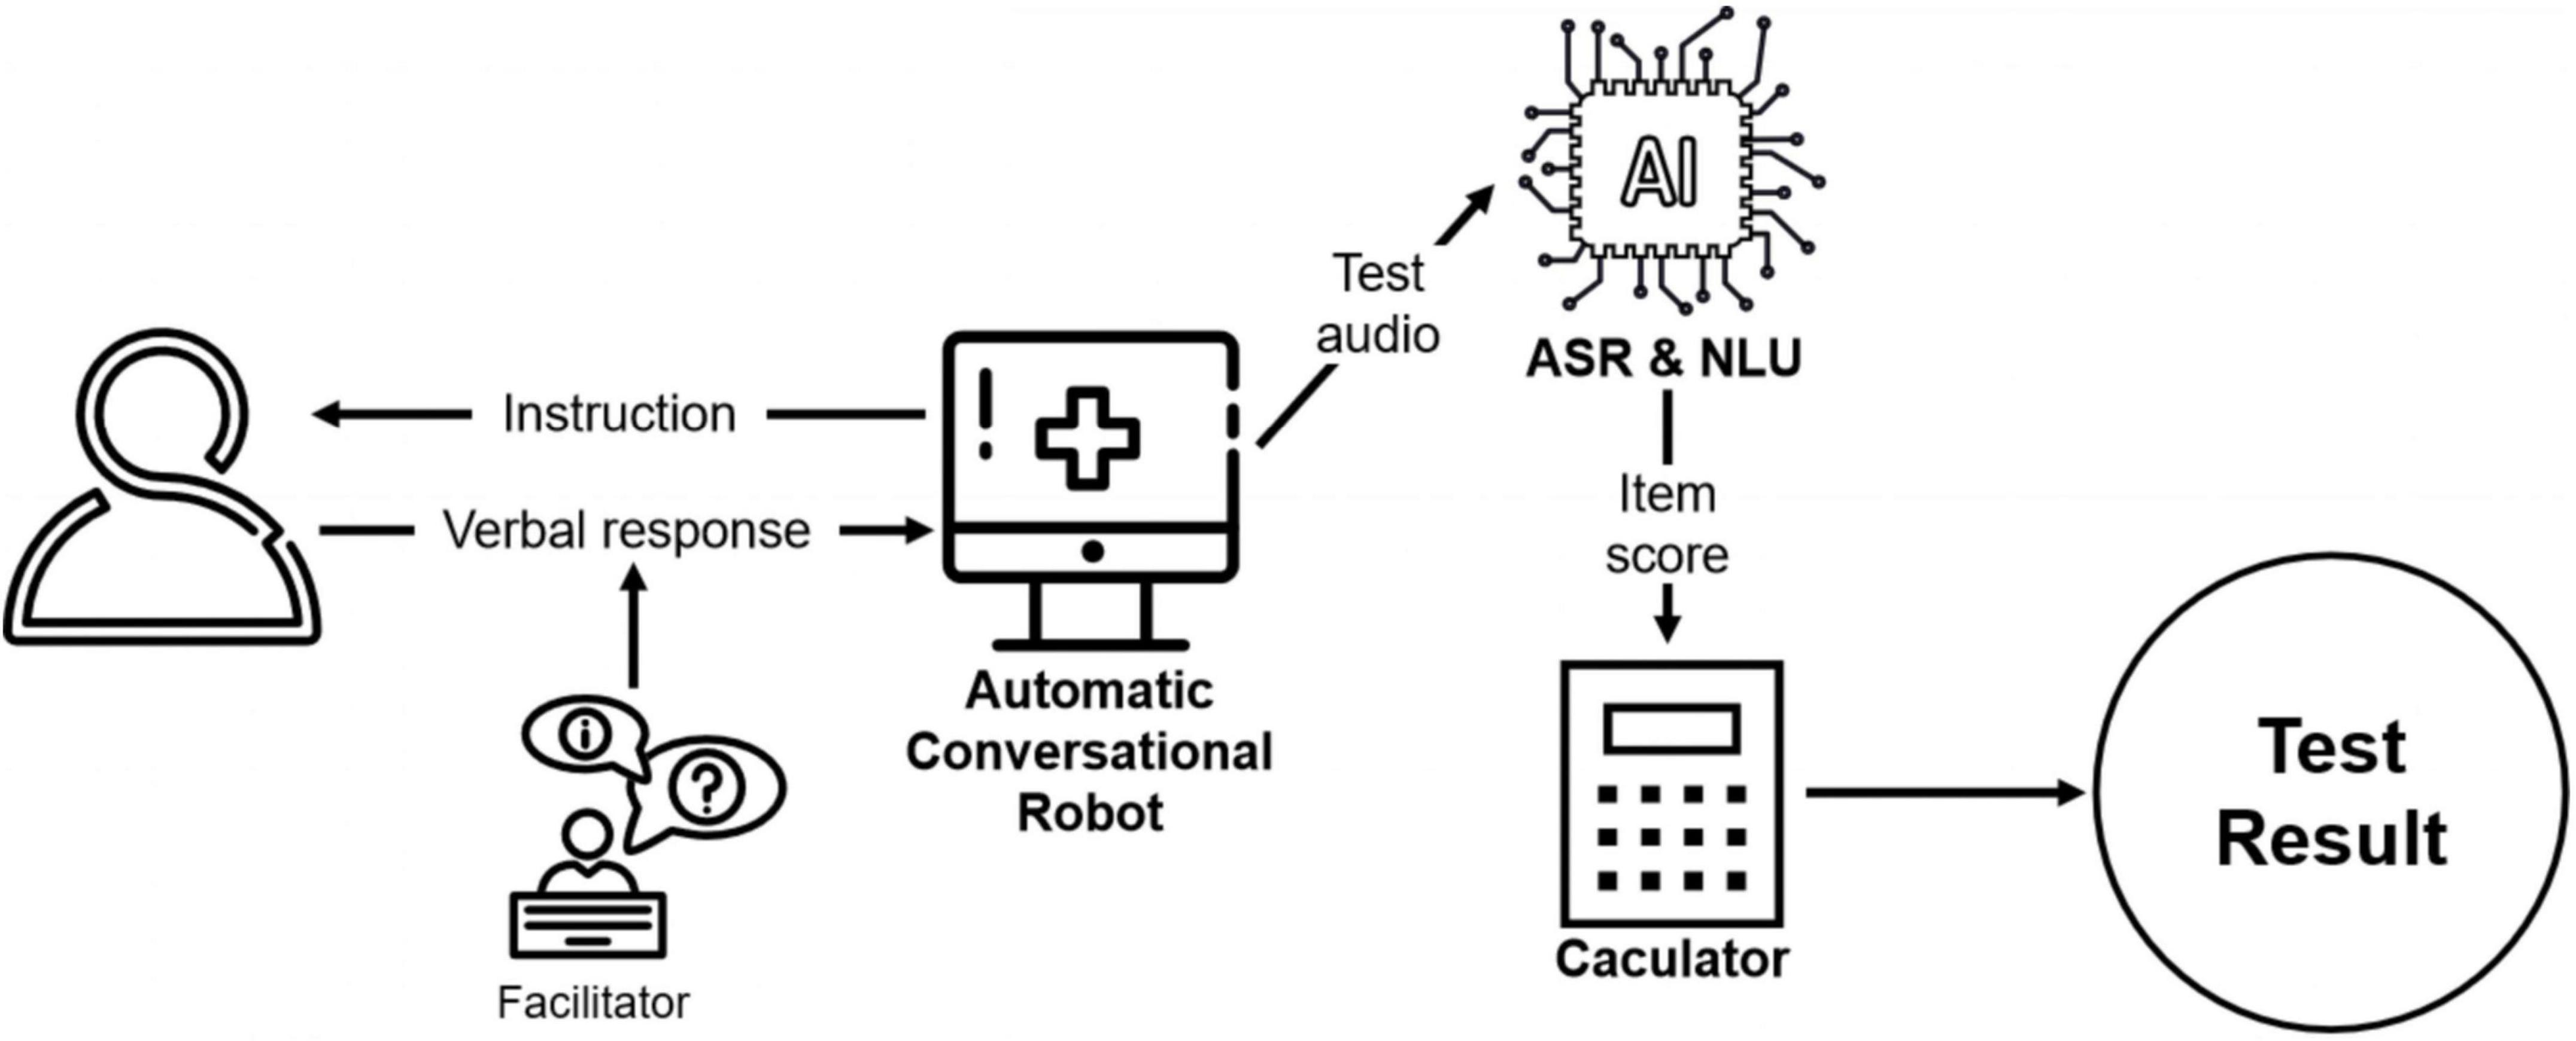 AI
Test
audio
ASR & NLU
Instruction
Verbal response
Item
score
Automatic
Conversational
Robot
i
?
Facilitator
Caculator
Test
Result